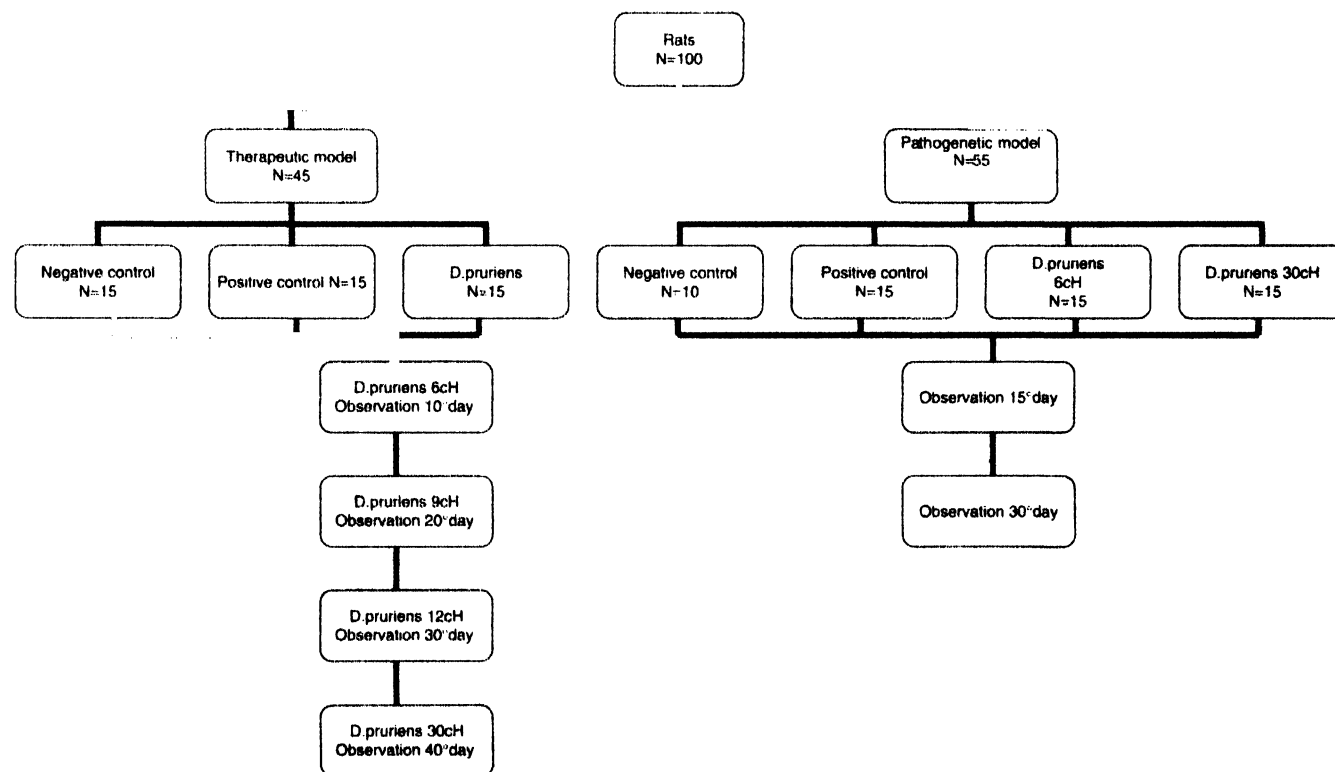 Rats
N=100
Therapeutic model
N=45
Pathogenetic model
N=55
Negative control
N=15
Positive control N=15
D.pruriens
N=15
Negative control
N=10
Positive control
N=15
D.pruriens
6cH
N=15
D.pruriens 30cH
N=15
D.pruriens 6cH
Observation 10°day
D.pruriens 9cH
Observation 20°day
D.pruriens 12cH
Observation 30°day
D.pruriens 30cH
Observation 40°day
Observation 15°day
Observation 30°day